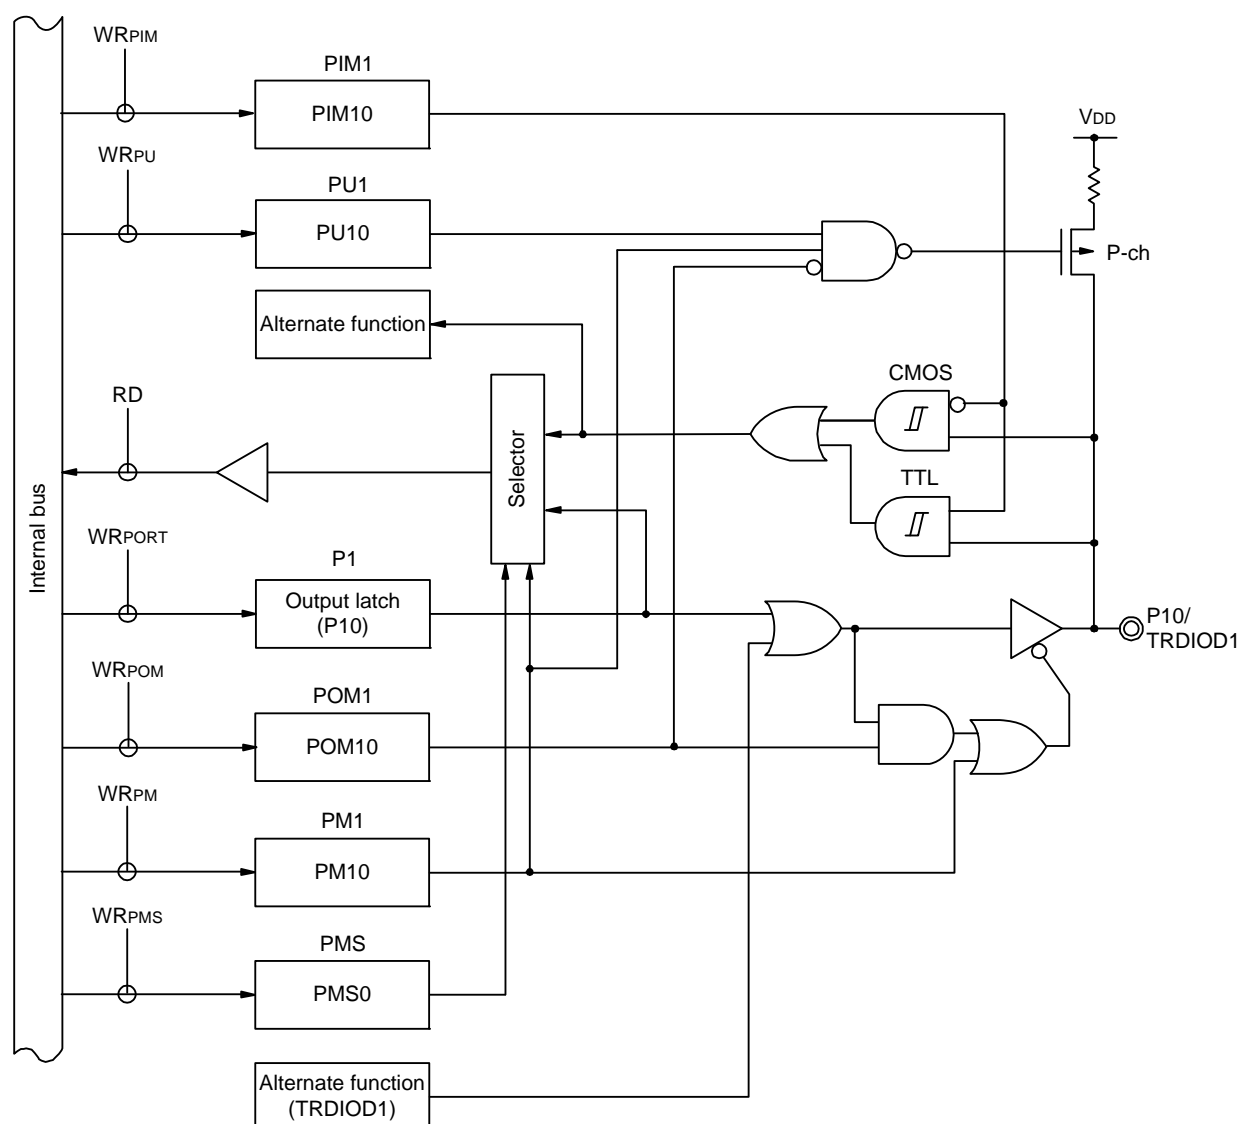 WRPIM
PIM1
PIM10
VDD
WRPU
PU1
PU10
P-ch
Alternate function
CMOS
RD
Selector
TTL
Internal bus
WRPORT
P1
Output latch
(P10)
P10/
TRDIOD1
WRPOM
POM1
POM10
WRPM
PM1
PM10
WRPMS
PMS
PMS0
Alternate function
(TRDIOD1)